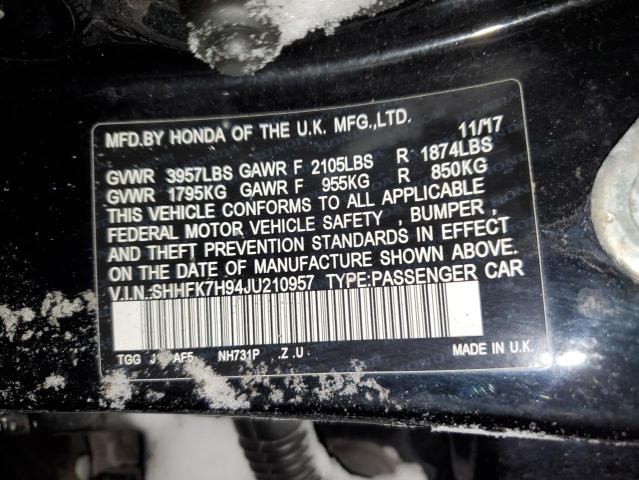 MFD.BY HONDA OF THE U.K. MFG.,LTD. 11/17
GVWR 3957LBS GAWR F 2105LBS R 1874LBS
GVWR 1795KG GAWR F 955KG R 850KG
THIS VEHICLE CONFORMS TO ALL APPLICABLE
FEDERAL MOTOR VEHICLE SAFETY , BUMPER ,
AND THEFT PREVENTION STANDARDS IN EFFECT
ON THE DATE OF MANUFACTURE SHOWN ABOVE.
V.I.N.:SHHFK7H94JU210957 TYPE:PASSENGER CAR
TGG J AF5 NH731P .Z .U MADE IN U.K.